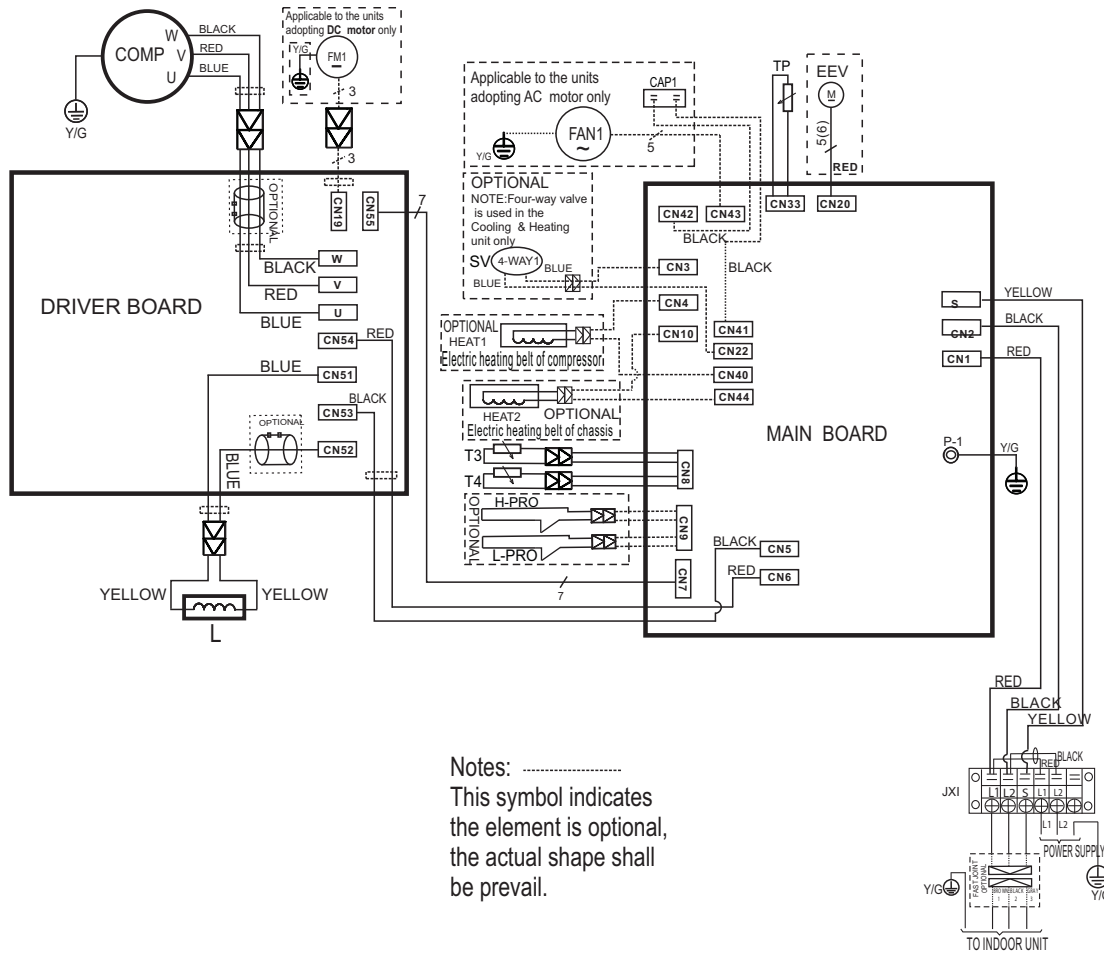 COMP
W
V
U
BLACK
RED
BLUE
Y/G
Applicable to the units
adopting DC motor only
Y/G
FM1
3
3
Applicable to the units
adopting AC motor only
CAP1
FAN1
~
Y/G
5
TP
EEV
M
5(6)
RED
OPTIONAL
NOTE:Four-way valve
is used in the
Cooling & Heating
unit only
SV
4-WAY1
BLUE
BLUE
DRIVER BOARD
OPTIONAL
CN19
CN55
7
W
V
U
BLACK
RED
BLUE
CN54
RED
BLUE
CN51
BLACK
CN53
OPTIONAL
CN52
BLUE
YELLOW
YELLOW
L
CN42
CN43
CN33
CN20
BLACK
BLACK
CN3
CN4
CN10
CN41
CN22
CN40
CN44
OPTIONAL
HEAT1
Electric heating belt of compressor
HEAT2
OPTIONAL
Electric heating belt of chassis
T3
T4
CN8
OPTIONAL
H-PRO
L-PRO
CN9
CN7
7
BLACK
CN5
RED
CN6
MAIN BOARD
S
YELLOW
CN2
BLACK
CN1
RED
P-1
Y/G
RED
BLACK
YELLOW
BLACK
RED
JXI
L1 L2 S L1 L2
L1 L2
POWER SUPPLY
FAST JOINT
OPTIONAL
BLACK
1 2 3
Y/G
TO INDOOR UNIT
Notes:
This symbol indicates
the element is optional,
the actual shape shall
be prevail.